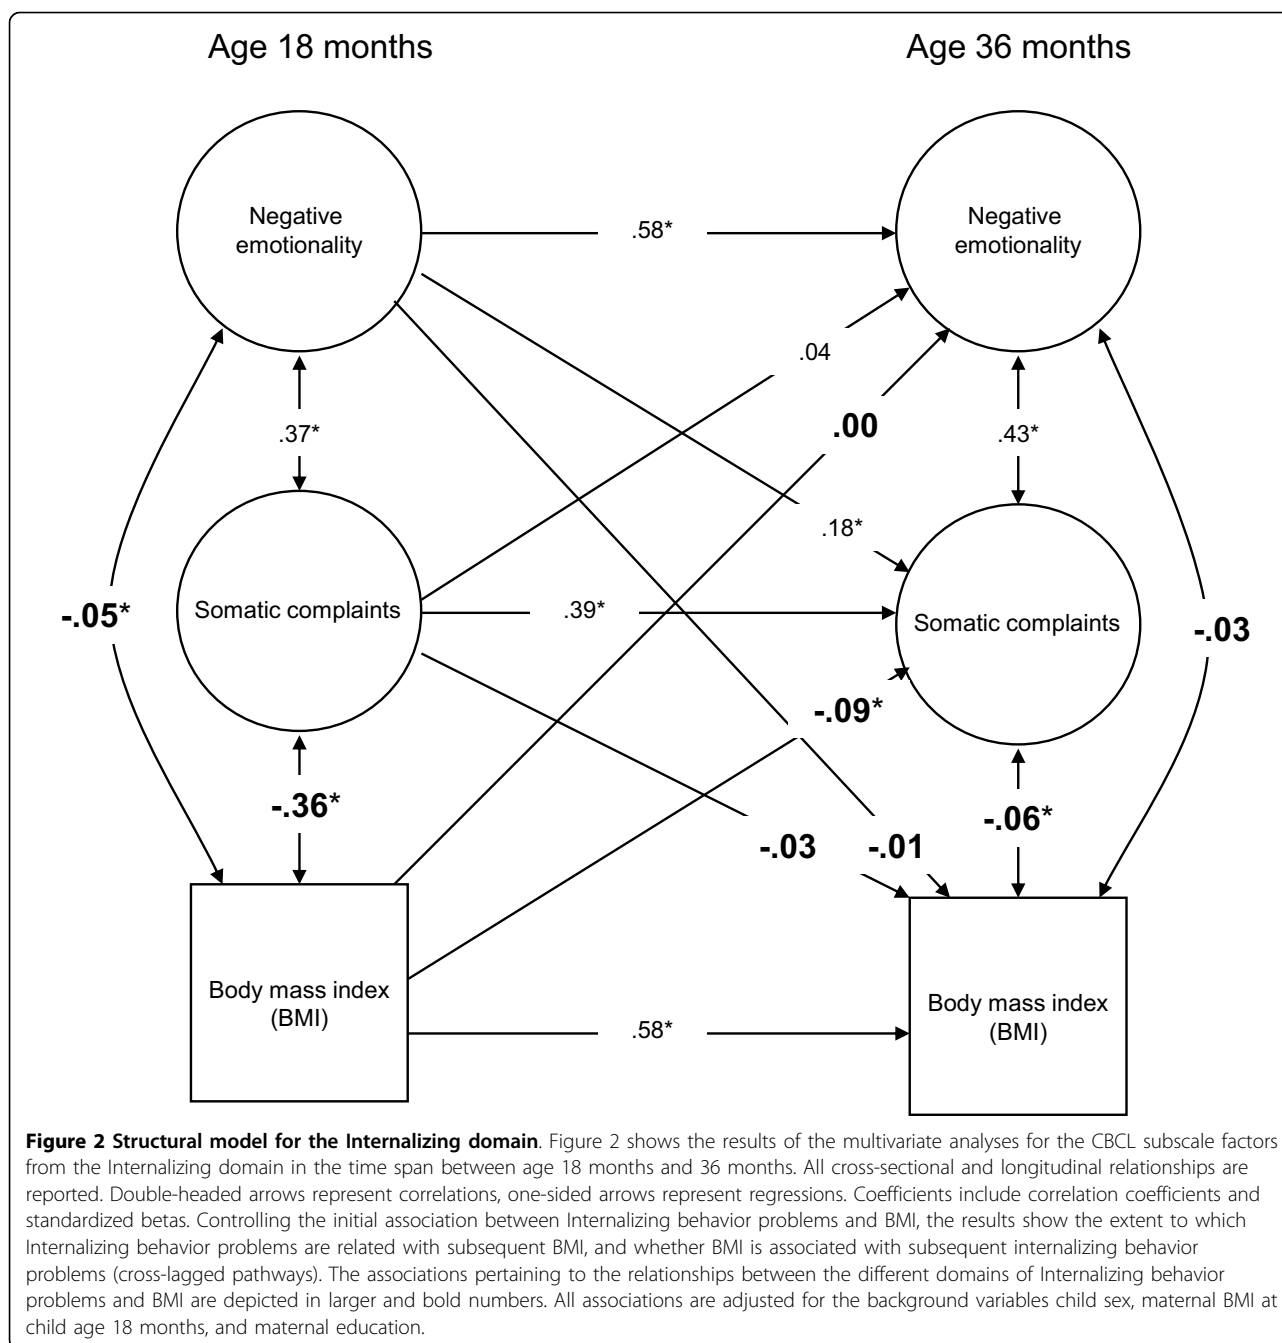 Age 18 months
Age 36 months
Negative
emotionality
Negative
emotionality
.58*
.04
.00
.37*
.43*
.18*
-.05*
Somatic complaints
.39*
Somatic complaints
-.03
-.09*
-.36*
-.03
-.01
-.06*
Body mass index
(BMI)
.58*
Body mass index
(BMI)
Figure 2 Structural model for the Internalizing domain. Figure 2 shows the results of the multivariate analyses for the CBCL subscale factors
from the Internalizing domain in the time span between age 18 months and 36 months. All cross-sectional and longitudinal relationships are
reported. Double-headed arrows represent correlations, one-sided arrows represent regressions. Coefficients include correlation coefficients and
standardized betas. Controlling the initial association between Internalizing behavior problems and BMI, the results show the extent to which
Internalizing behavior problems are related with subsequent BMI, and whether BMI is associated with subsequent internalizing behavior
problems (cross-lagged pathways). The associations pertaining to the relationships between the different domains of Internalizing behavior
problems and BMI are depicted in larger and bold numbers. All associations are adjusted for the background variables child sex, maternal BMI at
child age 18 months, and maternal education.